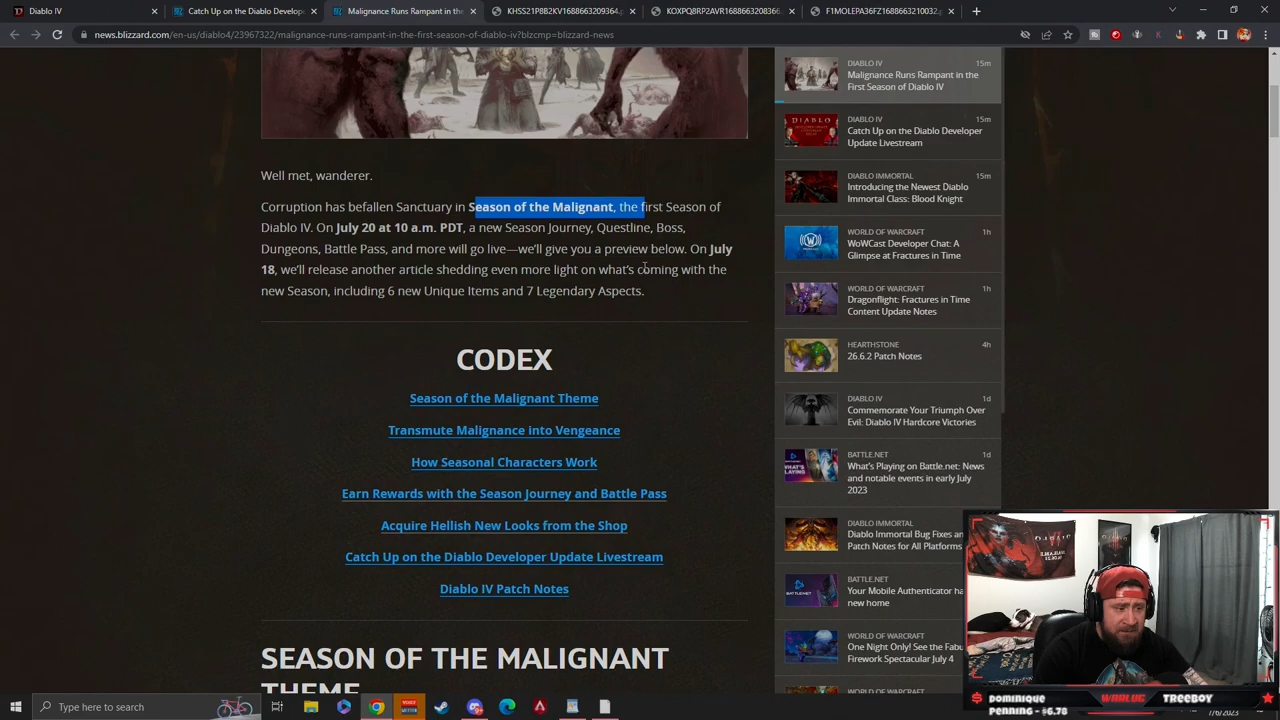 Diablo IV
Catch Up on the Diablo Develope
Malignance Runs Rampant in the
KHSS21P8B2KV1688663209364.p
KOXPQ8RP2AVR1688663208366
F1MOLEPA36FZ1688663210032.p
news.blizzard.com/en-us/diablo4/23967322/malignance-runs-rampant-in-the-first-season-of-diablo-iv?blzcmp=blizzard-news
Well met, wanderer.
Corruption has befallen Sanctuary in Season of the Malignant, the first Season of
Diablo IV. On July 20 at 10 a.m. PDT, a new Season Journey, Questline, Boss,
Dungeons, Battle Pass, and more will go live—we'll give you a preview below. On July
18, we'll release another article shedding even more light on what's coming with the
new Season, including 6 new Unique Items and 7 Legendary Aspects.
CODEX
Season of the Malignant Theme
Transmute Malignance into Vengeance
How Seasonal Characters Work
Earn Rewards with the Season Journey and Battle Pass
Acquire Hellish New Looks from the Shop
Catch Up on the Diablo Developer Update Livestream
Diablo IV Patch Notes
SEASON OF THE MALIGNANT
THEME
DIABLO IV 15m
Malignance Runs Rampant in the
First Season of Diablo IV
DIABLO IV 15m
Catch Up on the Diablo Developer
Update Livestream
DIABLO IMMORTAL 15m
Introducing the Newest Diablo
Immortal Class: Blood Knight
WORLD OF WARCRAFT 1h
WoWCast Developer Chat: A
Glimpse at Fractures in Time
WORLD OF WARCRAFT 1h
Dragonflight: Fractures in Time
Content Update Notes
HEARTHSTONE 4h
26.6.2 Patch Notes
DIABLO IV 1d
Commemorate Your Triumph Over
Evil: Diablo IV Hardcore Victories
BATTLE.NET 1d
What's Playing on Battle.net: News
and notable events in early July
2023
DIABLO IMMORTAL
Diablo Immortal Bug Fixes an
Patch Notes for All Platforms
BATTLE.NET
Your Mobile Authenticator ha
new home
WORLD OF WARCRAFT
One Night Only! See the Fabu
Firework Spectacular July 4
WORLD OF WARCRAFT
DOMINIQUE
PENNING - $6.78
WARLUG
TREEBOY
Type here to search
7/6/2023